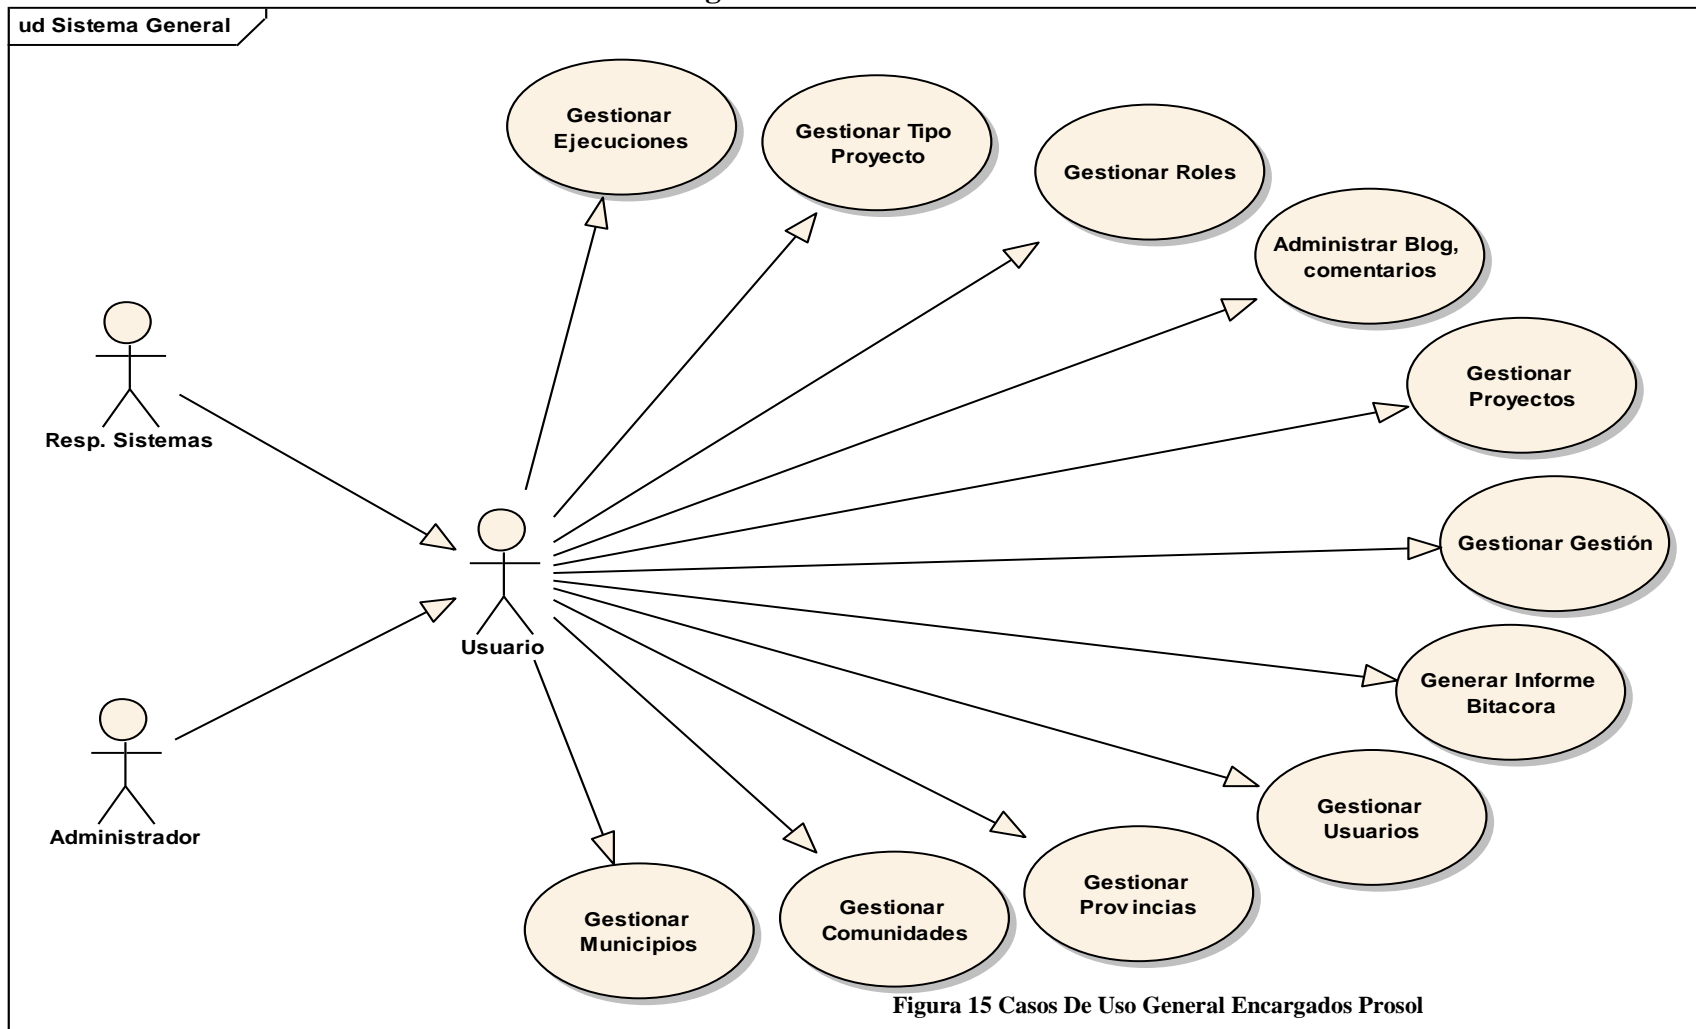 ud Sistema General
Gestionar
Ejecuciones
Gestionar Tipo
Proyecto
Gestionar Roles
Administrar Blog,
comentarios
Gestionar
Proyectos
Resp. Sistemas
Gestionar Gestión
Usuario
Generar Informe
Bitacora
Administrador
Gestionar
Usuarios
Gestionar
Provincias
Gestionar
Comunidades
Gestionar
Municipios
Figura 15 Casos De Uso General Encargados Prosol